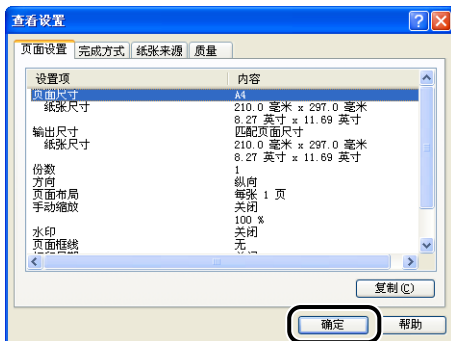 查看设置
页面设置 完成方式 纸张来源 质量
设置项 内容
页面尺寸 A4
纸张尺寸 210.0 毫米 x 297.0 毫米
8.27 英寸 x 11.69 英寸
输出尺寸 匹配页面尺寸
纸张尺寸 210.0 毫米 x 297.0 毫米
8.27 英寸 x 11.69 英寸
份数 1
方向 纵向
页面布局 每张 1 页
手动缩放 关闭
100 %
水印 关闭
页面框线 无
复制(C)
确定 帮助